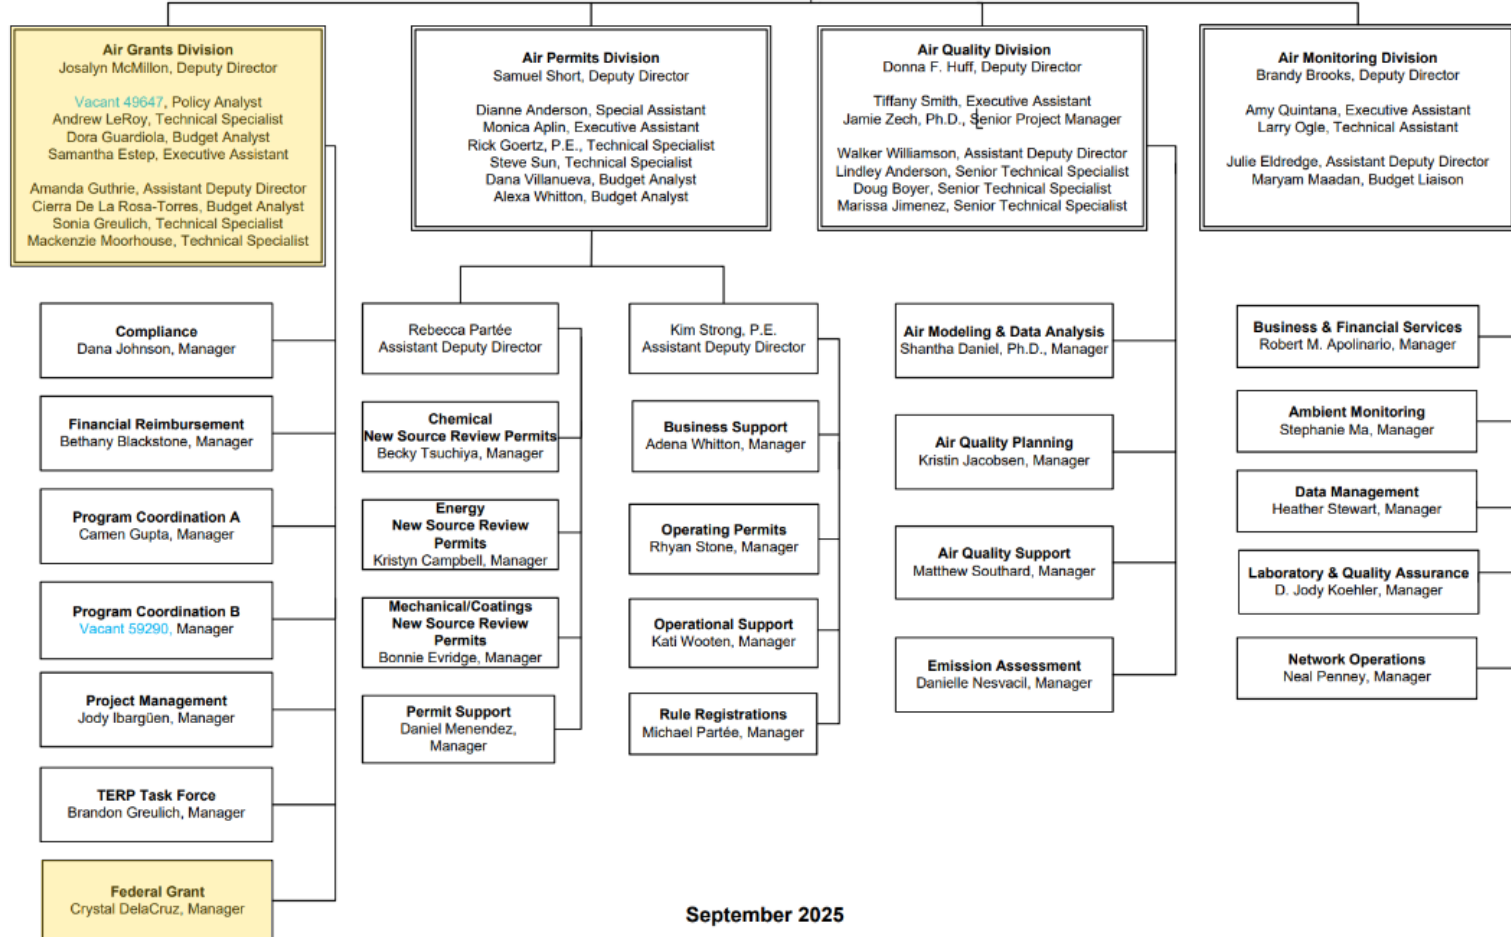 Air Grants Division
Josalyn McMillon, Deputy Director
Vacant 49647, Policy Analyst
Andrew LeRoy, Technical Specialist
Dora Guardiola, Budget Analyst
Samantha Estep, Executive Assistant
Amanda Guthrie, Assistant Deputy Director
Cierra De La Rosa-Torres, Budget Analyst
Sonia Greulich, Technical Specialist
Mackenzie Moorhouse, Technical Specialist
Air Permits Division
Samuel Short, Deputy Director
Dianne Anderson, Special Assistant
Monica Aplin, Executive Assistant
Rick Goertz, P.E., Technical Specialist
Steve Sun, Technical Specialist
Dana Villanueva, Budget Analyst
Alexa Whitton, Budget Analyst
Air Quality Division
Donna F. Huff, Deputy Director
Tiffany Smith, Executive Assistant
Jamie Zech, Ph.D., Senior Project Manager
Walker Williamson, Assistant Deputy Director
Lindley Anderson, Senior Technical Specialist
Doug Boyer, Senior Technical Specialist
Marissa Jimenez, Senior Technical Specialist
Air Monitoring Division
Brandy Brooks, Deputy Director
Amy Quintana, Executive Assistant
Larry Ogle, Technical Assistant
Julie Eldredge, Assistant Deputy Director
Maryam Maadan, Budget Liaison
Compliance
Dana Johnson, Manager
Financial Reimbursement
Bethany Blackstone, Manager
Program Coordination A
Camen Gupta, Manager
Program Coordination B
Vacant 59290, Manager
Project Management
Jody Ibargüen, Manager
TERP Task Force
Brandon Greulich, Manager
Federal Grant
Crystal DelaCruz, Manager
Rebecca Partée
Assistant Deputy Director
Chemical
New Source Review Permits
Becky Tsuchiya, Manager
Energy
New Source Review
Permits
Kristyn Campbell, Manager
Mechanical/Coatings
New Source Review
Permits
Bonnie Evridge, Manager
Permit Support
Daniel Menendez,
Manager
Kim Strong, P.E.
Assistant Deputy Director
Business Support
Adena Whitton, Manager
Operating Permits
Rhyan Stone, Manager
Operational Support
Kati Wooten, Manager
Rule Registrations
Michael Partée, Manager
Air Modeling & Data Analysis
Shantha Daniel, Ph.D., Manager
Air Quality Planning
Kristin Jacobsen, Manager
Air Quality Support
Matthew Southard, Manager
Emission Assessment
Danielle Nesvacil, Manager
Business & Financial Services
Robert M. Apolinario, Manager
Ambient Monitoring
Stephanie Ma, Manager
Data Management
Heather Stewart, Manager
Laboratory & Quality Assurance
D. Jody Koehler, Manager
Network Operations
Neal Penney, Manager
September 2025